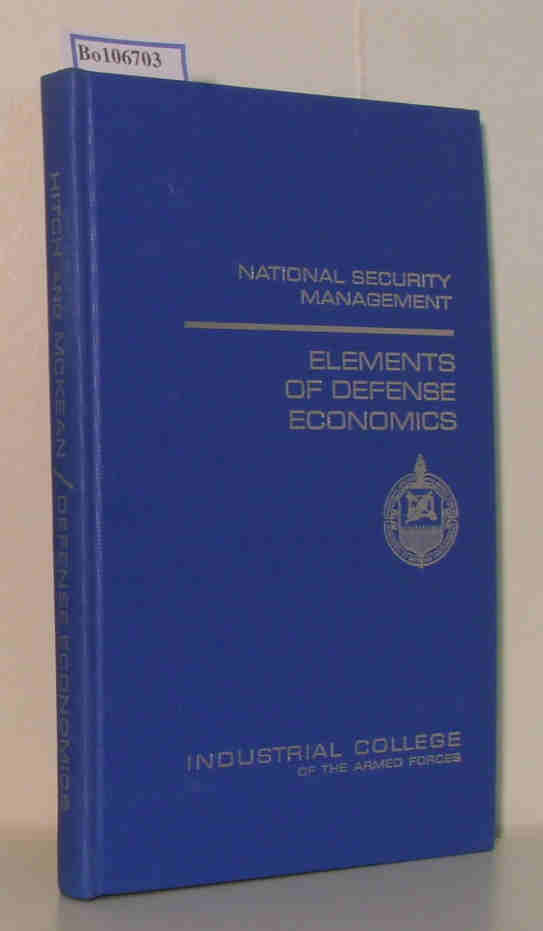 Bo106703
HITCH AND MCKEAN / DEFENSE ECONOMICS
NATIONAL SECURITY
MANAGEMENT
ELEMENTS
OF DEFENSE
ECONOMICS
INDUSTRIAL COLLEGE
OF THE ARMED FORCES